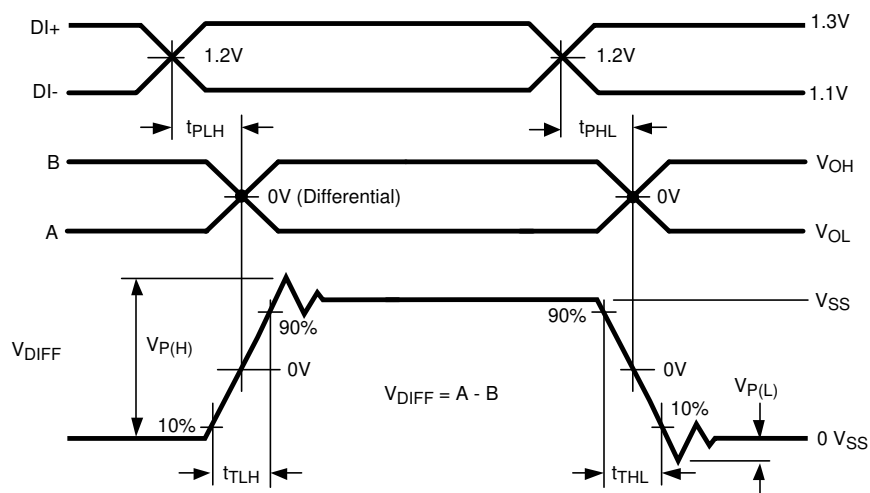 DI+
1.3V
1.2V
1.2V
DI-
1.1V
tPLH
tPHL
B
VOH
0V (Differential)
0V
A
VOL
VSS
90%
90%
VDIFF
VP(H)
0V
0V
VDIFF = A - B
VP(L)
10%
10%
0 VSS
tTLH
tTHL